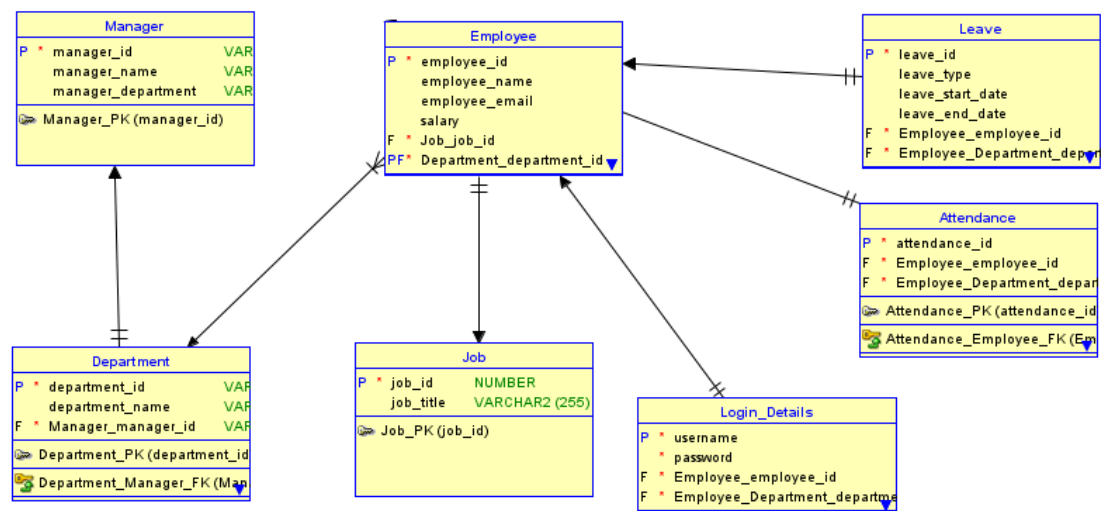 Manager
P * manager_id VAR
manager_name VAR
manager_department VAR
Manager_PK (manager_id)
Employee
P * employee_id
employee_name
employee_email
salary
F * Job_job_id
PF* Department_department_id
Leave
P * leave_id
leave_type
leave_start_date
leave_end_date
F * Employee_employee_id
F * Employee_Department_depar
Attendance
P * attendance_id
F * Employee_employee_id
F * Employee_Department_depar
Attendance_PK (attendance_id
Attendance_Employee_FK (Em
Department
P * department_id VAR
department_name VAR
F * Manager_manager_id VAR
Department_PK (department_id
Department_Manager_FK (Man
Job
P * job_id NUMBER
job_title VARCHAR2 (255)
Job_PK (job_id)
Login_Details
P * username
* password
F * Employee_employee_id
F * Employee_Department_departme